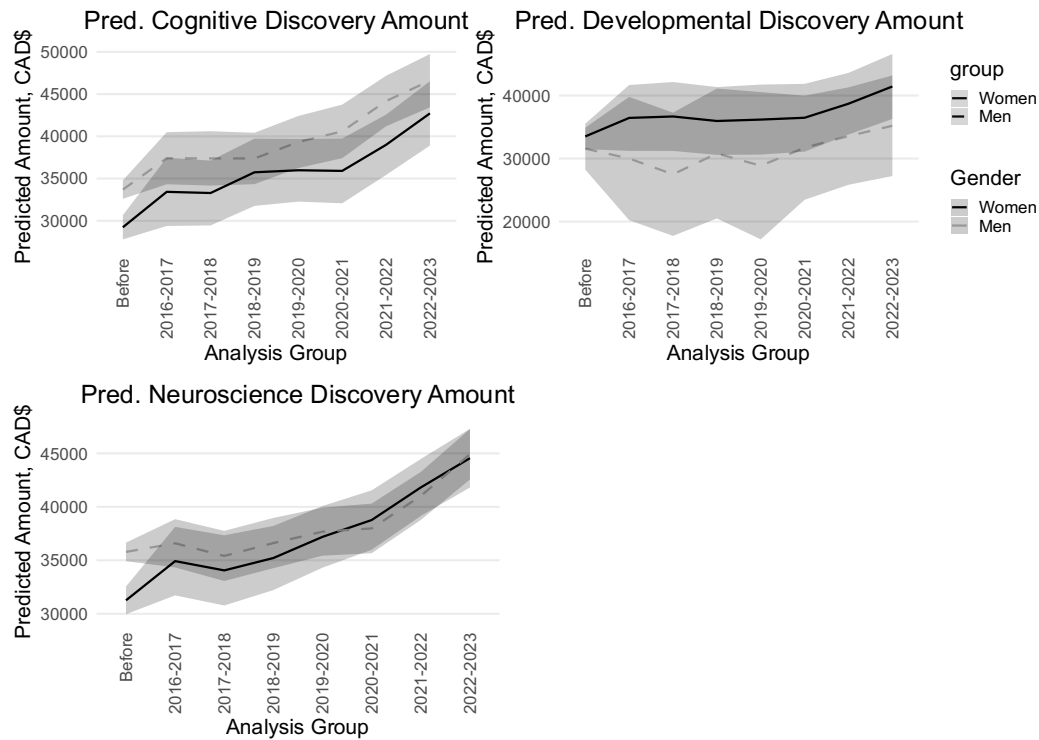 Pred. Cognitive Discovery Amount
Predicted Amount, CAD$
50000
45000
40000
35000
30000
Before
2016-2017
2017-2018
2018-2019
2019-2020
2020-2021
2021-2022
2022-2023
Analysis Group
Pred. Developmental Discovery Amount
Predicted Amount, CAD$
40000
30000
20000
Before
2016-2017
2017-2018
2018-2019
2019-2020
2020-2021
2021-2022
2022-2023
Analysis Group
group
Women
Men
Gender
Women
Men
Pred. Neuroscience Discovery Amount
Predicted Amount, CAD$
45000
40000
35000
30000
Before
2016-2017
2017-2018
2018-2019
2019-2020
2020-2021
2021-2022
2022-2023
Analysis Group